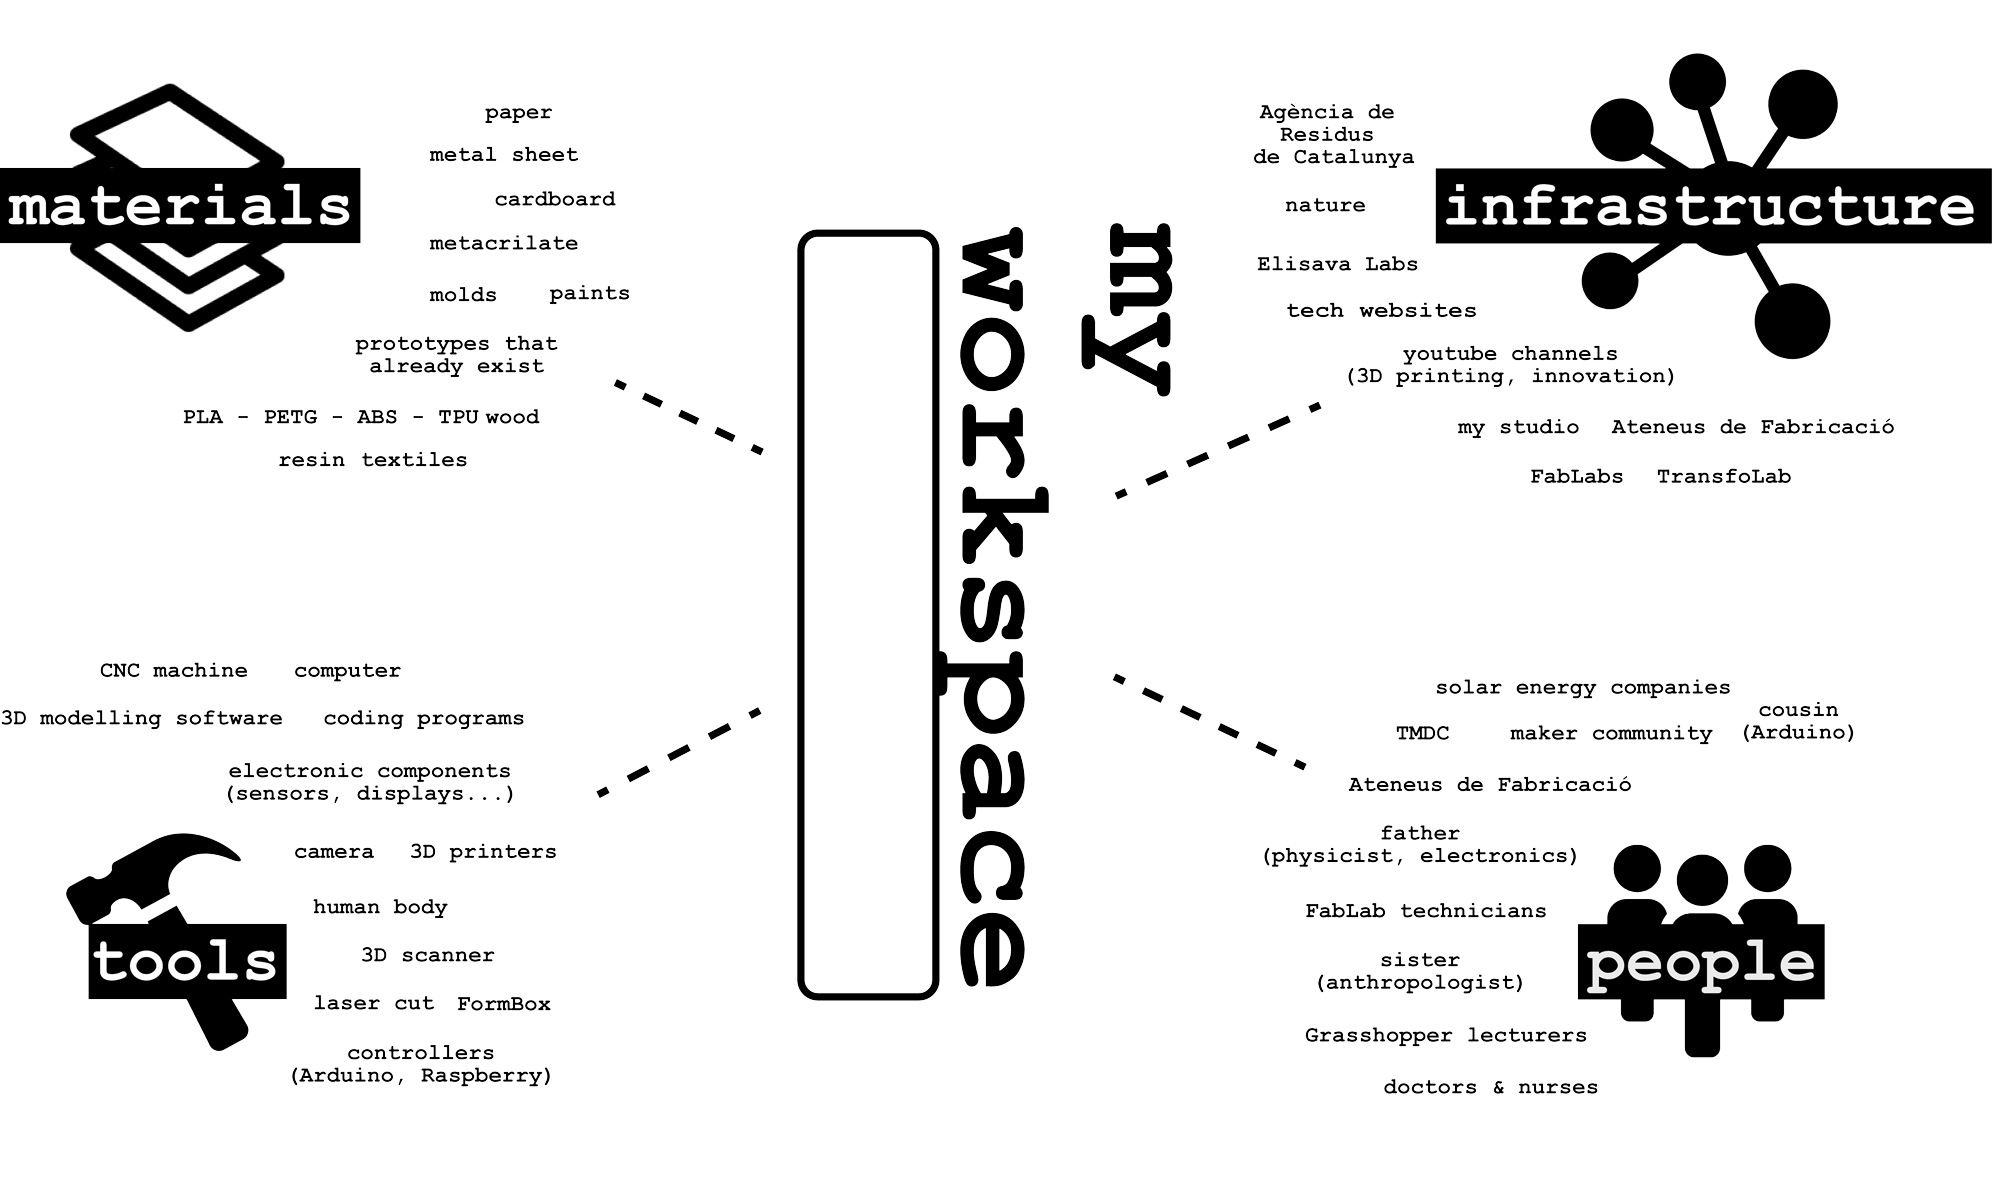 materials
paper
metal sheet
cardboard
metacrilate
molds
paints
prototypes that
already exist
PLA - PETG - ABS - TPU
wood
resin
textiles
my
workspace
infrastructure
Agència de
Residus
de Catalunya
nature
Elisava Labs
tech websites
youtube channels
(3D printing, innovation)
my studio
Ateneus de Fabricació
FabLabs
TransfoLab
tools
CNC machine
computer
3D modelling software
coding programs
electronic components
(sensors, displays...)
camera
3D printers
human body
3D scanner
laser cut
FormBox
controllers
(Arduino, Raspberry)
people
solar energy companies
cousin
(Arduino)
TMDC
maker community
Ateneus de Fabricació
father
(physicist, electronics)
FabLab technicians
sister
(anthropologist)
Grasshopper lecturers
doctors & nurses